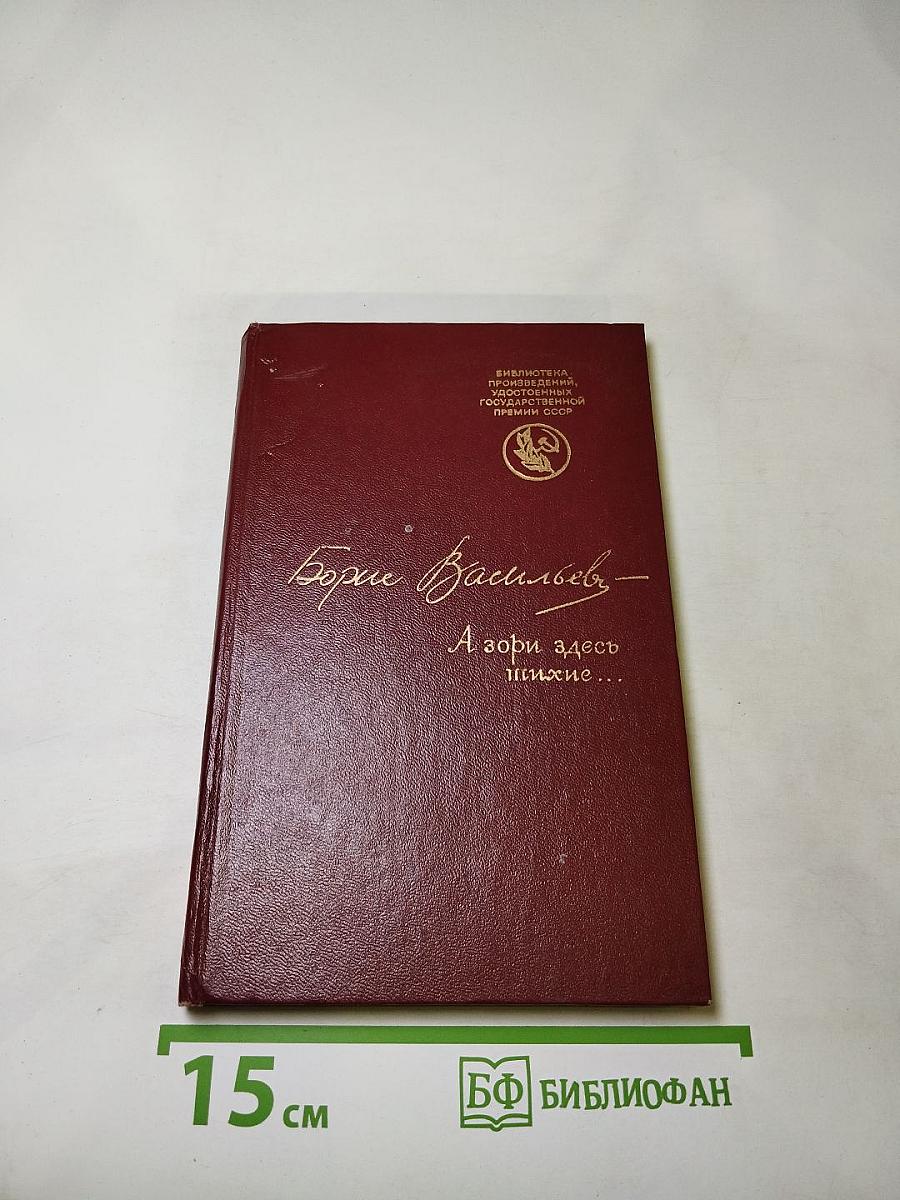 БИБЛИОТЕКА
ПРОИЗВЕДЕНИЙ,
УДОСТОЕННЫХ
ГОСУДАРСТВЕННОЙ
ПРЕМИИ СССР
Борис Васильев
А зори здесь
тихие...
15 см
БФ БИБЛИОФАН